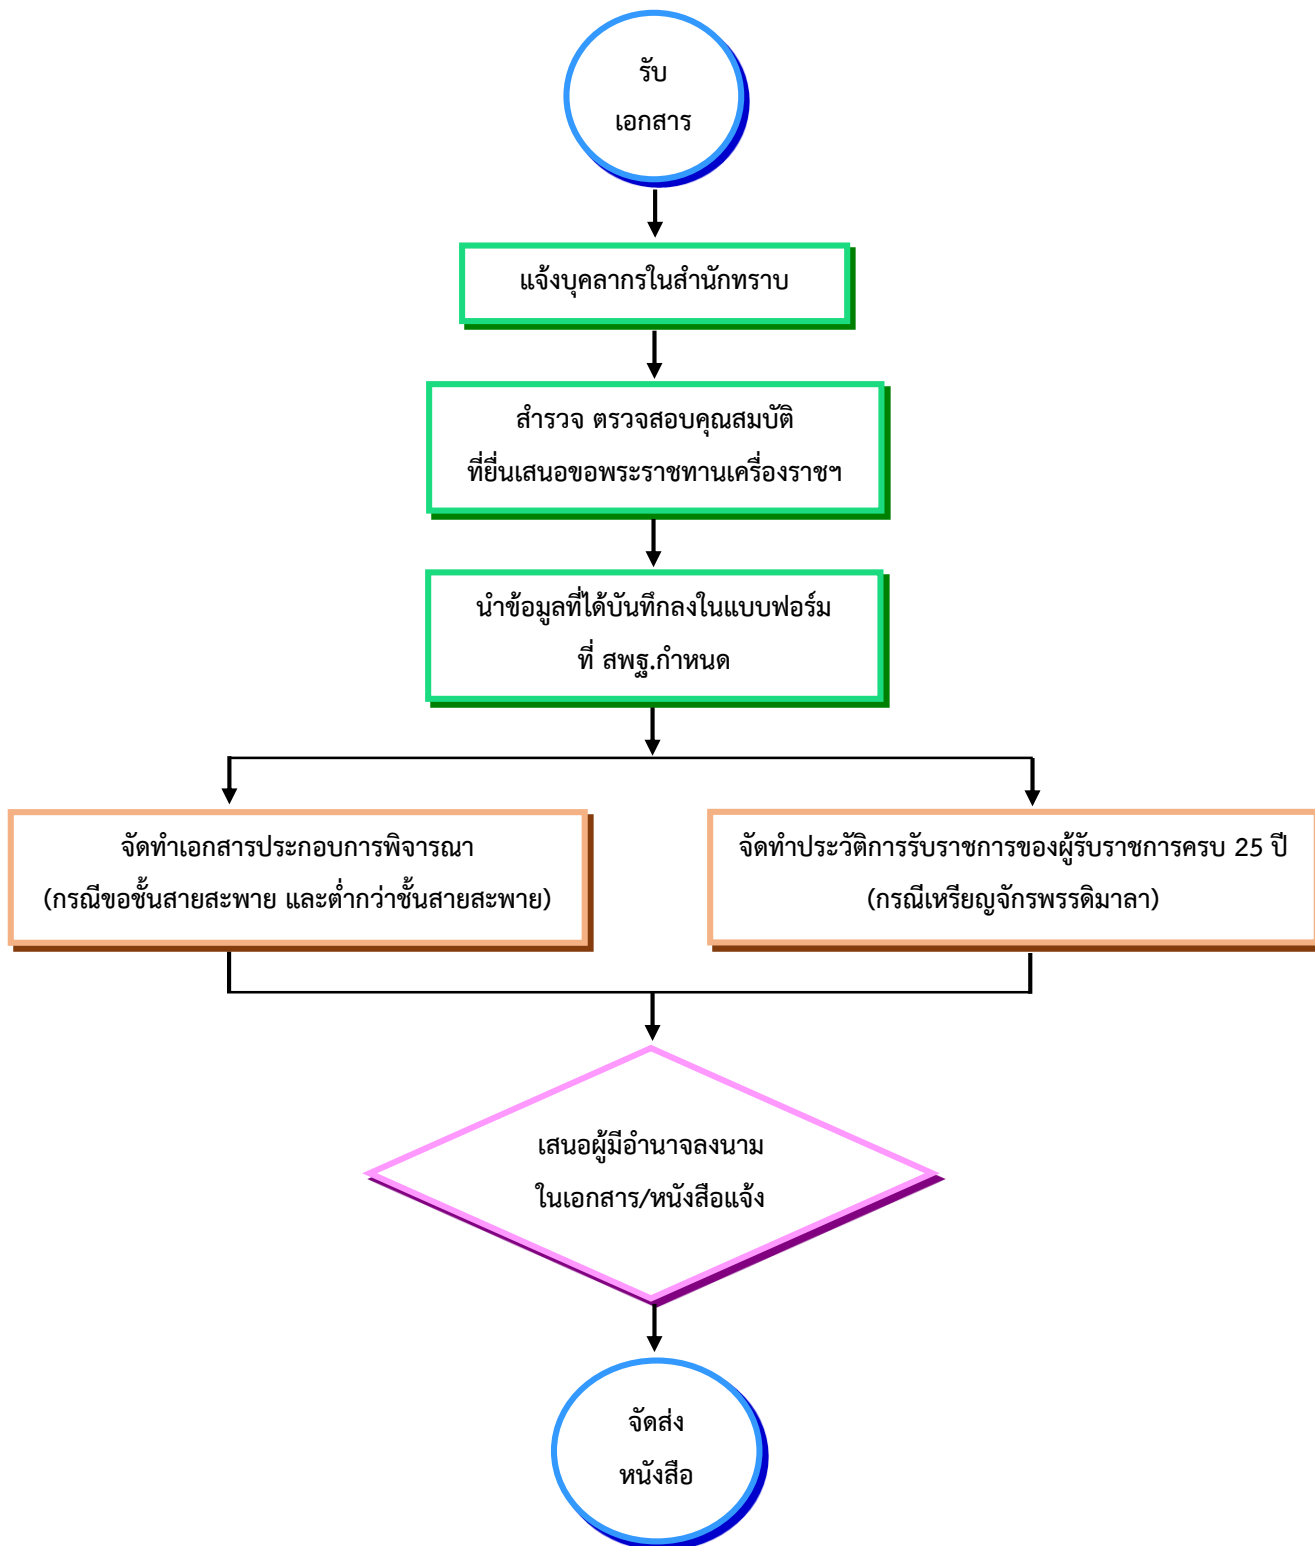 รับ
เอกสาร
แจ้งบุคลากรในสำนักทราบ
สำรวจ ตรวจสอบคุณสมบัติ
ที่ยื่นเสนอขอพระราชทานเครื่องราชฯ
นำข้อมูลที่ได้บันทึกลงในแบบฟอร์ม
ที่ สพฐ.กำหนด
จัดทำเอกสารประกอบการพิจารณา
(กรณีขอชั้นสายสะพาย และต่ำกว่าชั้นสายสะพาย)
จัดทำประวัติการรับราชการของผู้รับราชการครบ 25 ปี
(กรณีเหรียญจักรพรรดิมาลา)
เสนอผู้มีอำนาจลงนาม
ในเอกสาร/หนังสือแจ้ง
จัดส่ง
หนังสือ